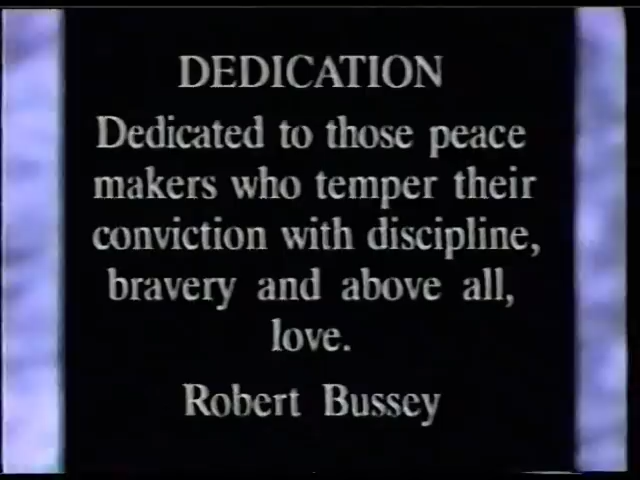 DEDICATION
Dedicated to those peace
makers who temper their
conviction with discipline,
bravery and above all,
love.
Robert Bussey